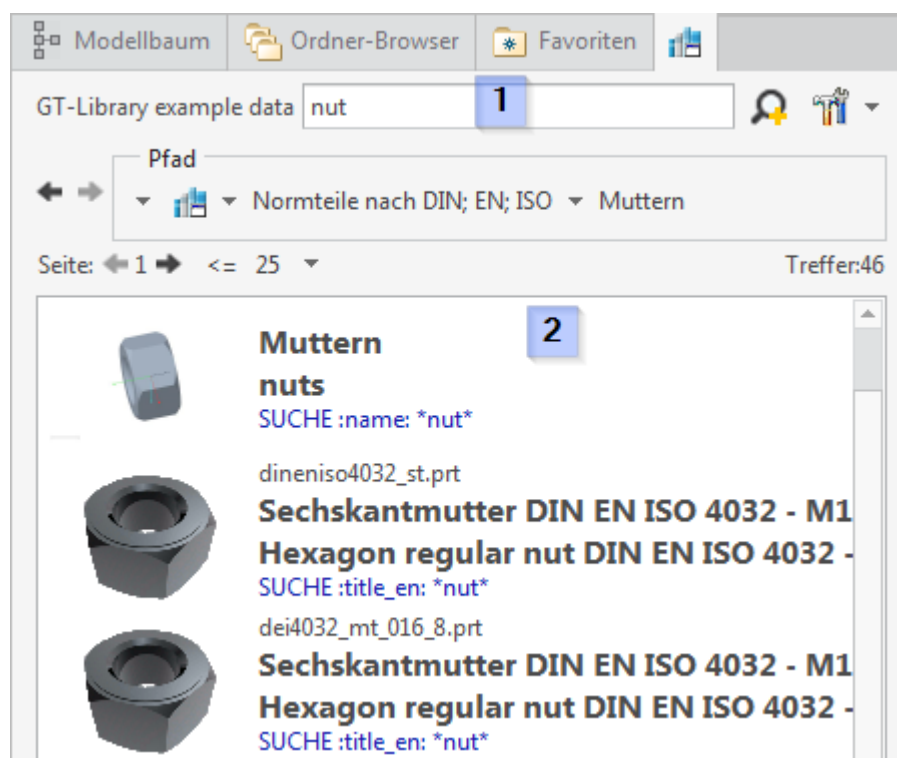 Modellbaum Ordner-Browser Favoriten
GT-Library example data nut 1
Pfad
Normteile nach DIN; EN; ISO Muttern
Seite: 1 <= 25 Treffer:46
2
Muttern
nuts
SUCHE :name: *nut*
dineniso4032_st.prt
Sechskantmutter DIN EN ISO 4032 - M1
Hexagon regular nut DIN EN ISO 4032 -
SUCHE :title_en: *nut*
dei4032_mt_016_8.prt
Sechskantmutter DIN EN ISO 4032 - M1
Hexagon regular nut DIN EN ISO 4032 -
SUCHE :title_en: *nut*